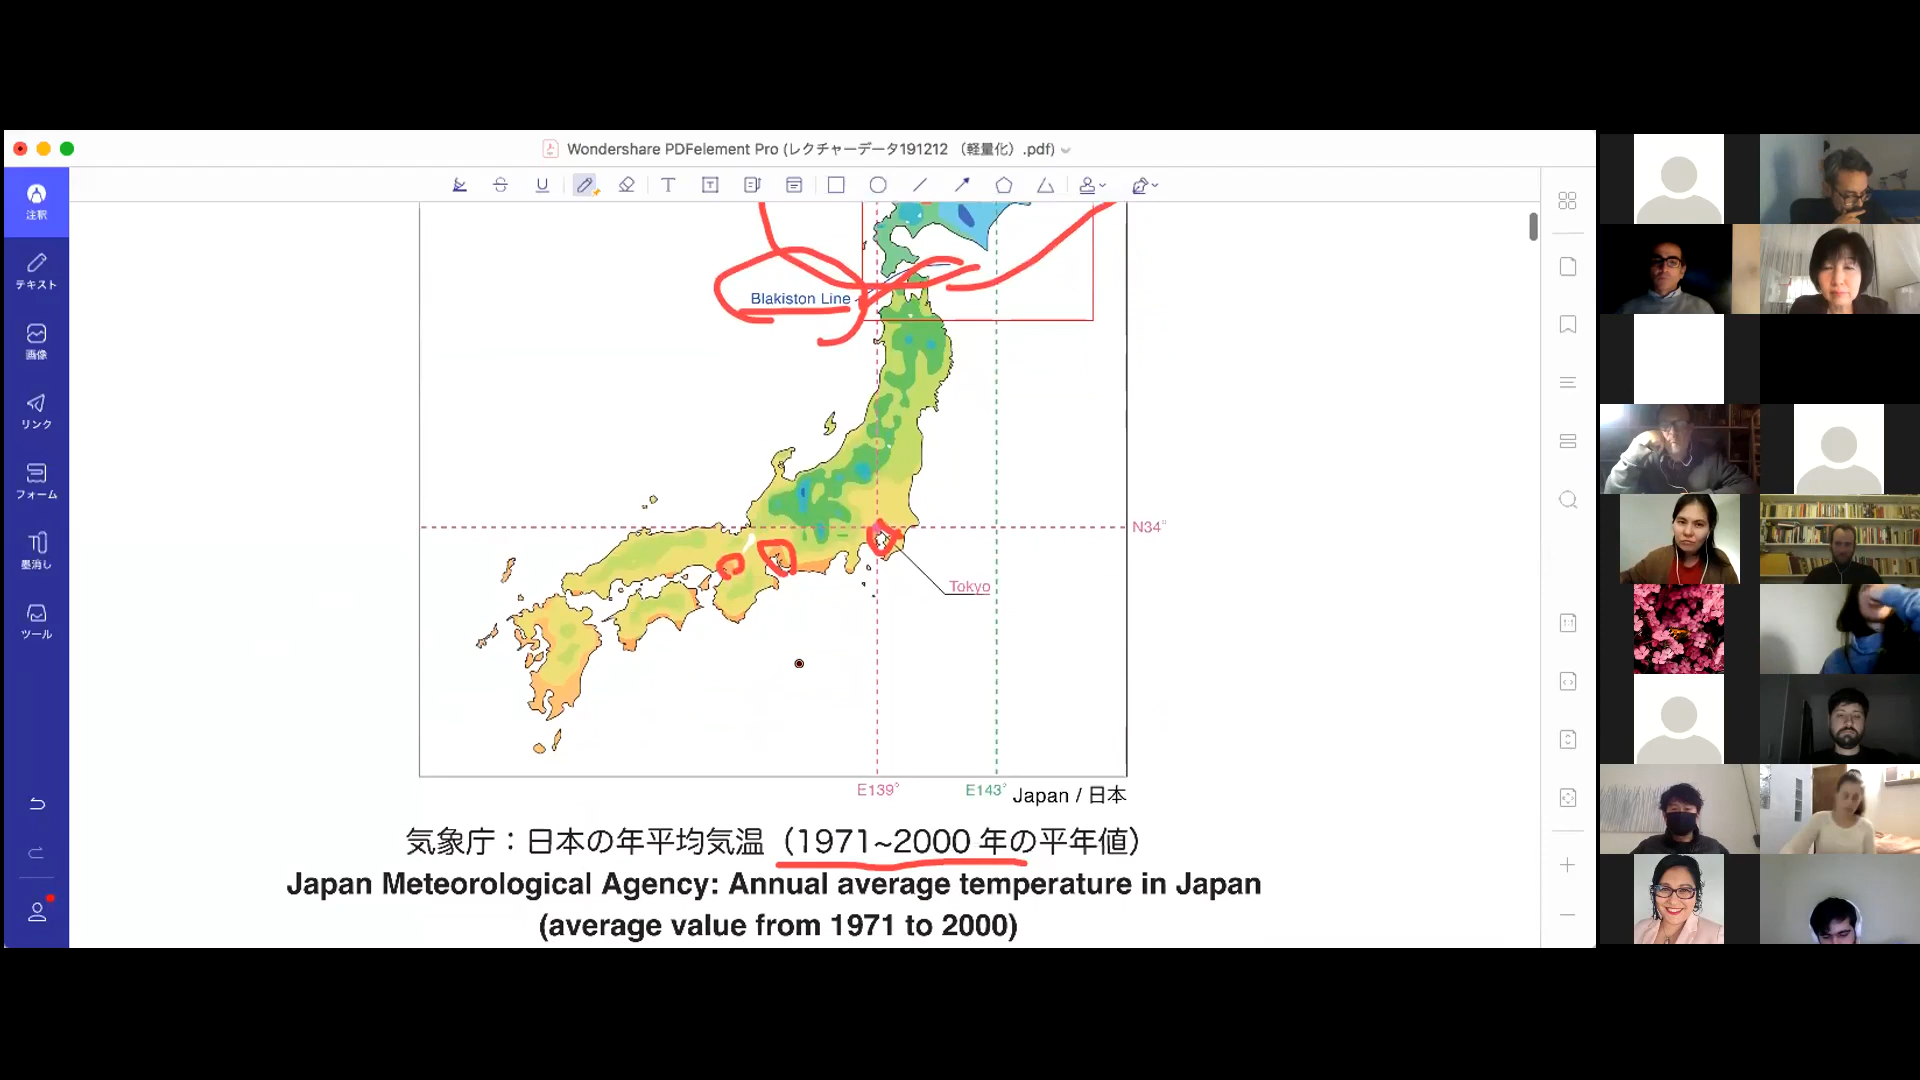 Wondershare PDFelement Pro (レクチャーデータ191212 （軽量化）.pdf)
注釈
テキスト
画像
リンク
フォーム
墨消し
ツール
Blakiston Line
N34°
Tokyo
E139°
E143°
Japan / 日本
気象庁：日本の年平均気温（1971~2000 年の平年値）
Japan Meteorological Agency: Annual average temperature in Japan
(average value from 1971 to 2000)